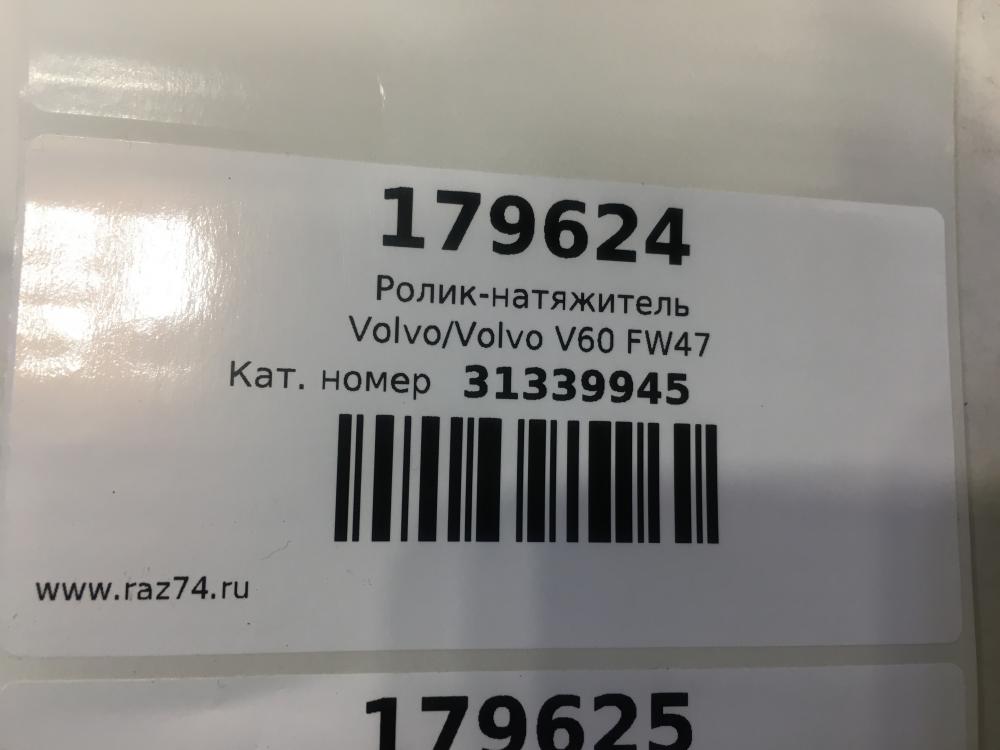 179624
Ролик-натяжитель
Volvo/Volvo V60 FW47
Кат. номер 31339945
www.raz74.ru
179625